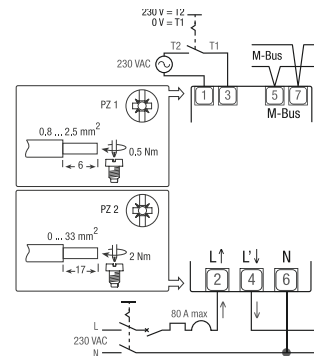 230 V = T2
0 V = T1
T2 T1
230 VAC
M-Bus
1 3 5 7
M-Bus
PZ 1
0,8 ... 2,5 mm²
6
0,5 Nm
PZ 2
0 ... 33 mm²
17
2 Nm
L↑ L'↓ N
2 4 6
80 A max
L
230 VAC
N